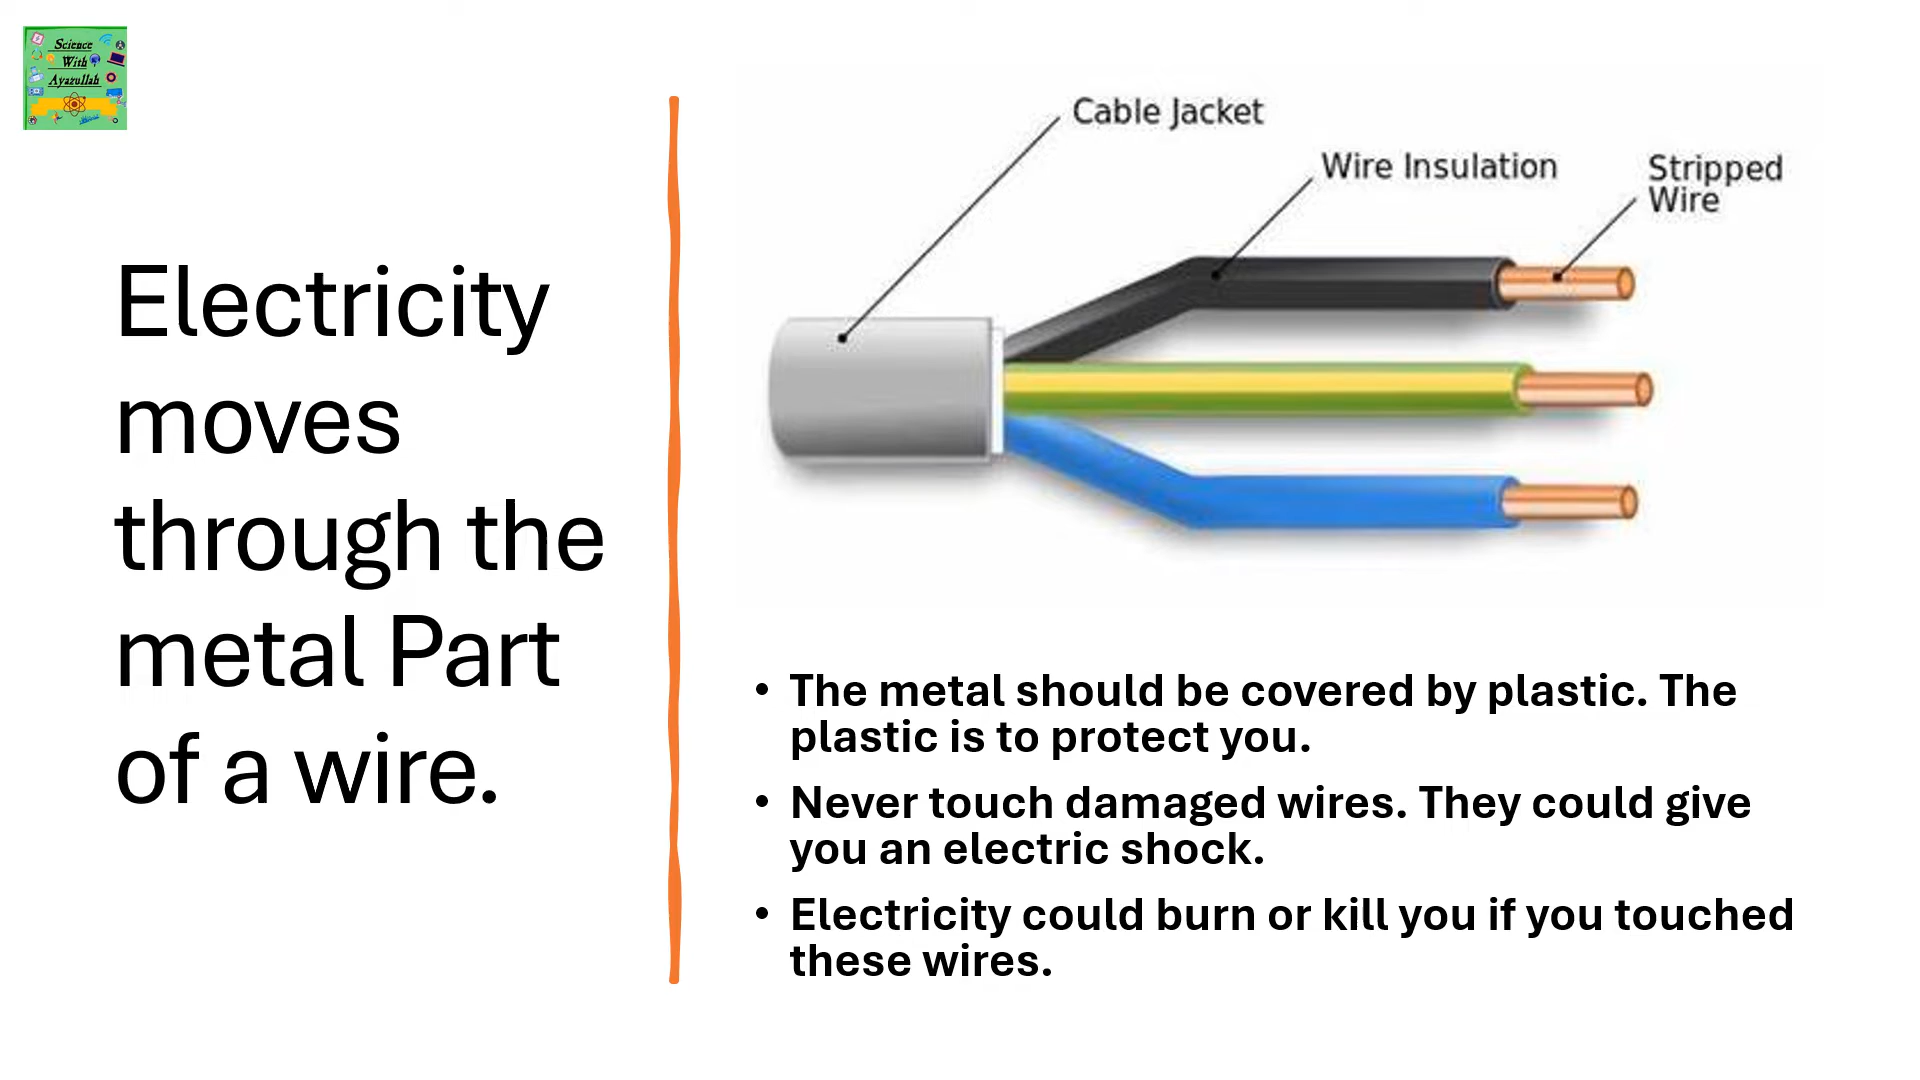 Science
With
Ayazullah
Electricity
moves
through the
metal Part
of a wire.
Cable Jacket
Wire Insulation
Stripped
Wire
• The metal should be covered by plastic. The
plastic is to protect you.
• Never touch damaged wires. They could give
you an electric shock.
• Electricity could burn or kill you if you touched
these wires.